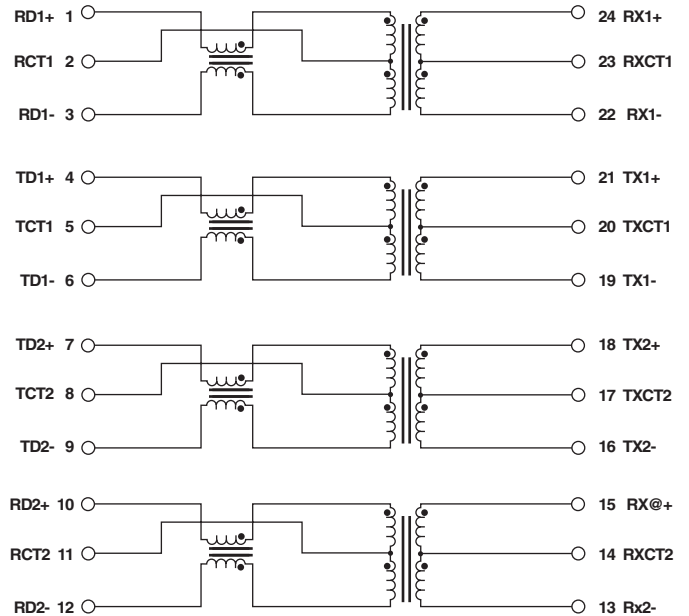 RD1+ 1 24 RX1+
RCT1 2 23 RXCT1
RD1- 3 22 RX1-
TD1+ 4 21 TX1+
TCT1 5 20 TXCT1
TD1- 6 19 TX1-
TD2+ 7 18 TX2+
TCT2 8 17 TXCT2
TD2- 9 16 TX2-
RD2+ 10 15 RX@+
RCT2 11 14 RXCT2
RD2- 12 13 Rx2-